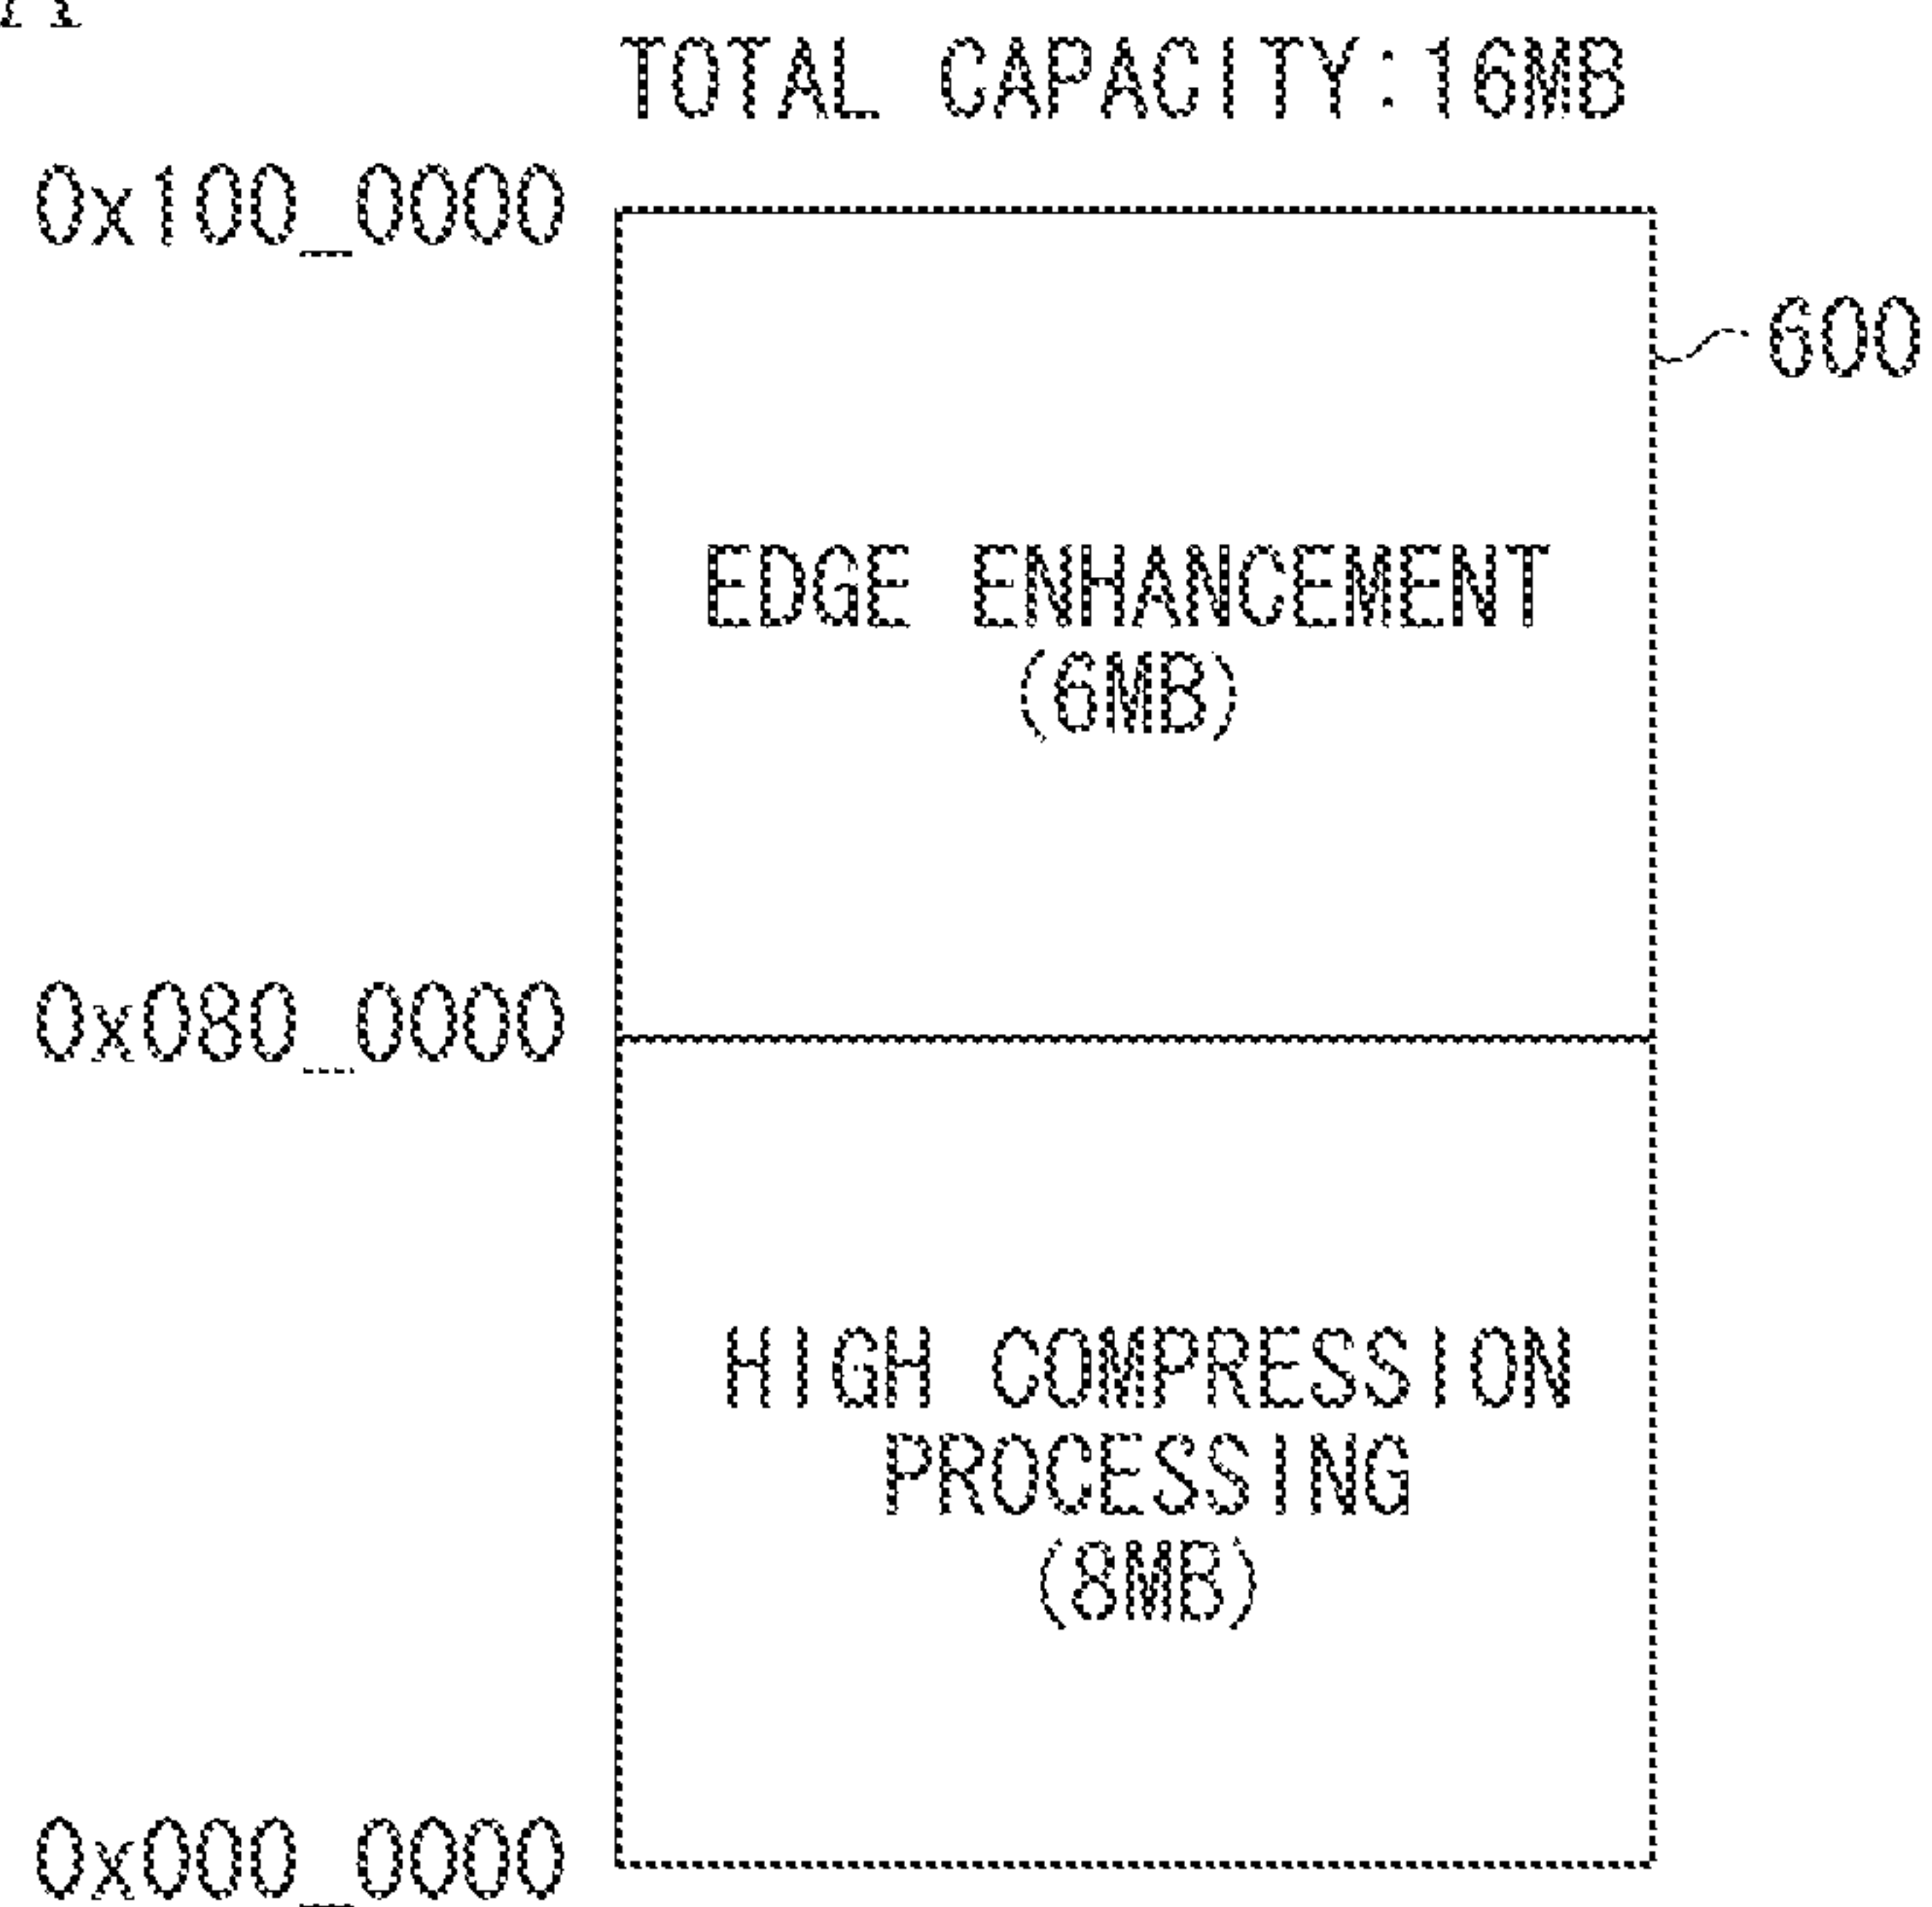 TOTAL CAPACITY:16MB
0x100_0000
600
EDGE ENHANCEMENT
(6MB)
0x080_0000
HIGH COMPRESSION
PROCESSING
(8MB)
0x000_0000